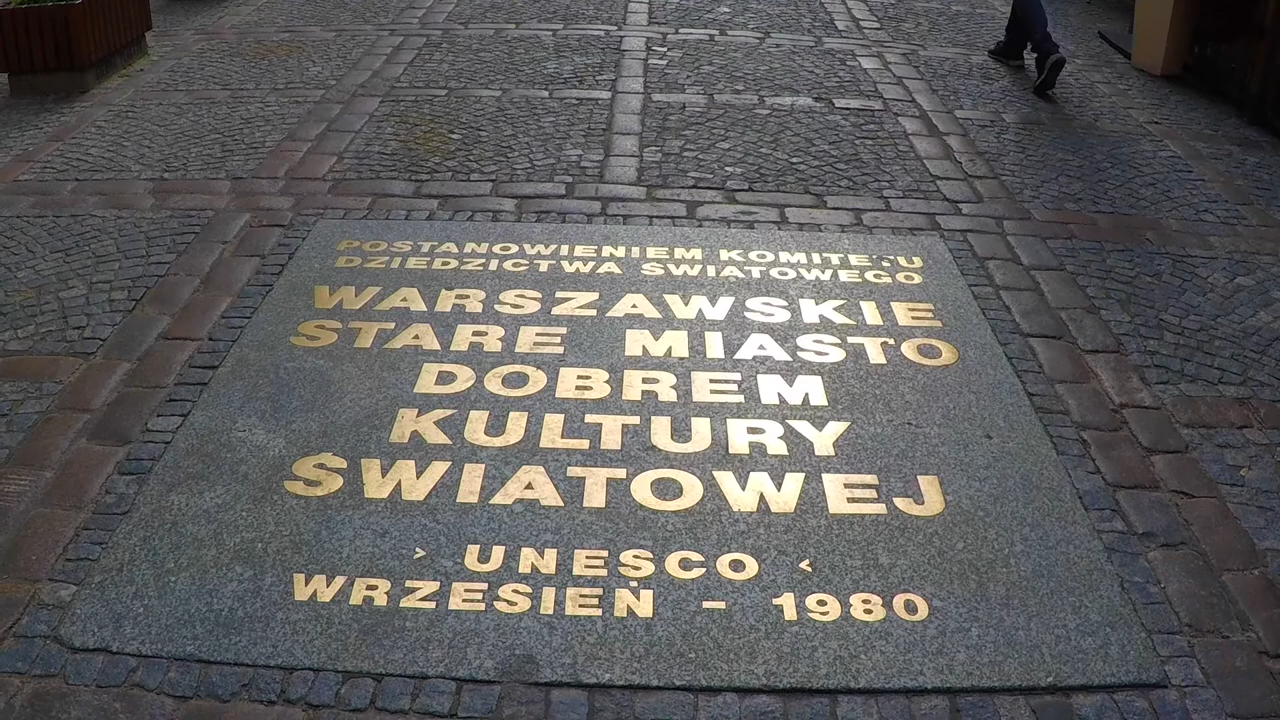 POSTANOWIENIEM KOMITETU
DZIEDZICTWA ŚWIATOWEGO
WARSZAWSKIE
STARE MIASTO
DOBREM
KULTURY
ŚWIATOWEJ
> UNESCO <
WRZESIEŃ - 1980